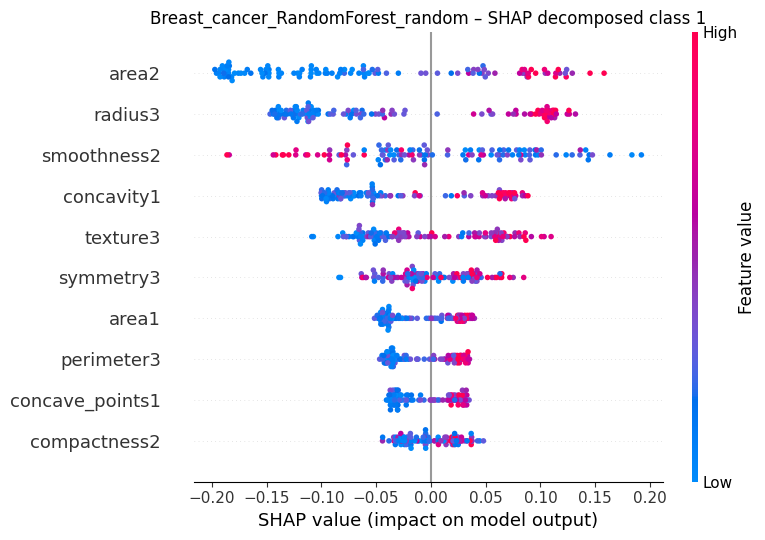 Breast_cancer_RandomForest_random – SHAP decomposed class 1
High
area2
radius3
smoothness2
concavity1
texture3
symmetry3
area1
perimeter3
concave_points1
compactness2
Feature value
Low
−0.20 −0.15 −0.10 −0.05 0.00 0.05 0.10 0.15 0.20
SHAP value (impact on model output)